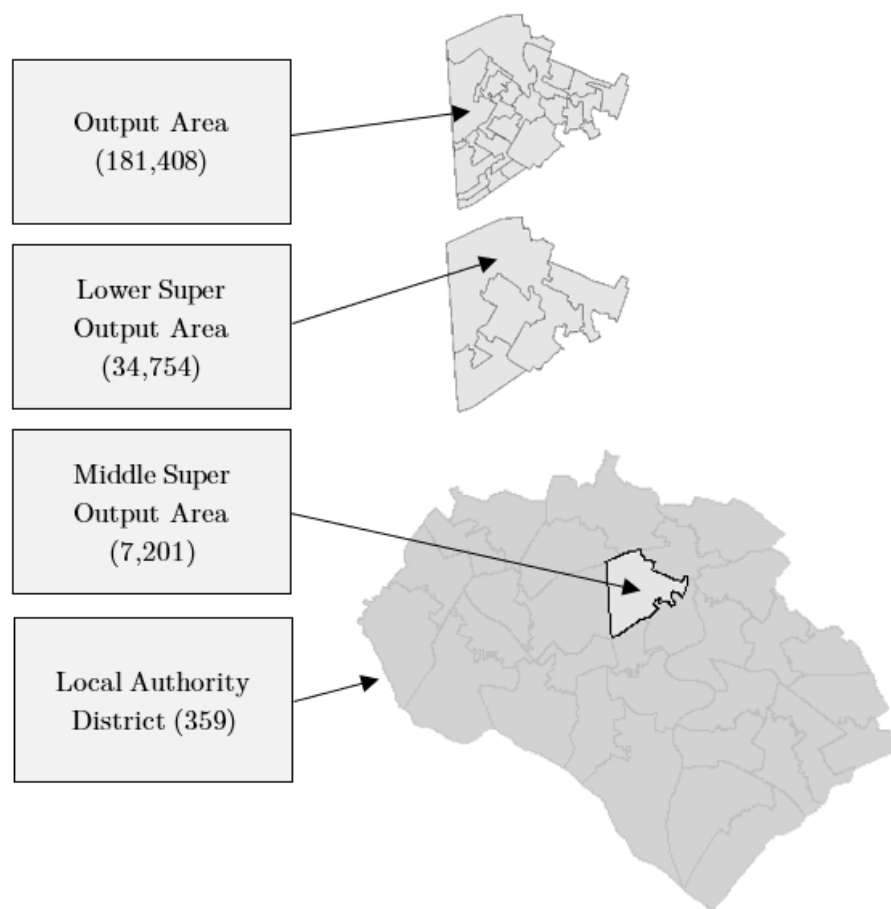 Output Area
(181,408)
Lower Super
Output Area
(34,754)
Middle Super
Output Area
(7,201)
Local Authority
District (359)